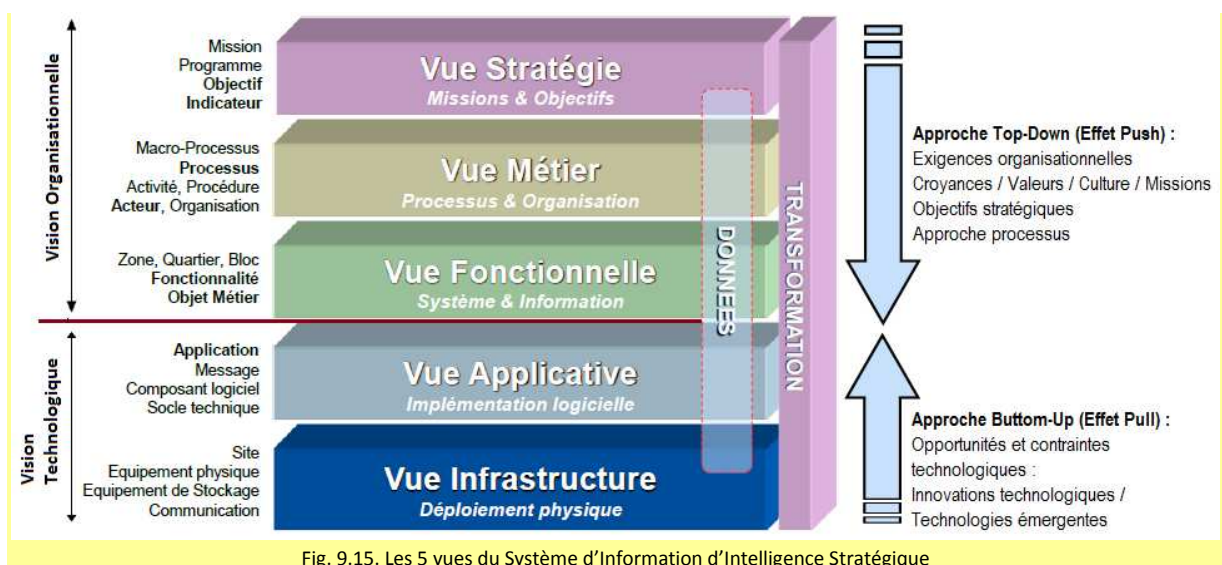 Vision Organisationnelle
Mission
Programme
Objectif
Indicateur
Vue Stratégie
Missions & Objectifs
Macro-Processus
Processus
Activité, Procédure
Acteur, Organisation
Vue Métier
Processus & Organisation
Zone, Quartier, Bloc
Fonctionnalité
Objet Métier
Vue Fonctionnelle
Système & Information
Vision
Technologique
Application
Message
Composant logiciel
Socle technique
Vue Applicative
Implémentation logicielle
Site
Equipement physique
Equipement de Stockage
Communication
Vue Infrastructure
Déploiement physique
DONNEES
TRANSFORMATION
Approche Top-Down (Effet Push) :
Exigences organisationnelles
Croyances / Valeurs / Culture / Missions
Objectifs stratégiques
Approche processus
Approche Buttom-Up (Effet Pull) :
Opportunités et contraintes
technologiques :
Innovations technologiques /
Technologies émergentes
Fig. 9.15. Les 5 vues du Système d’Information d’Intelligence Stratégique